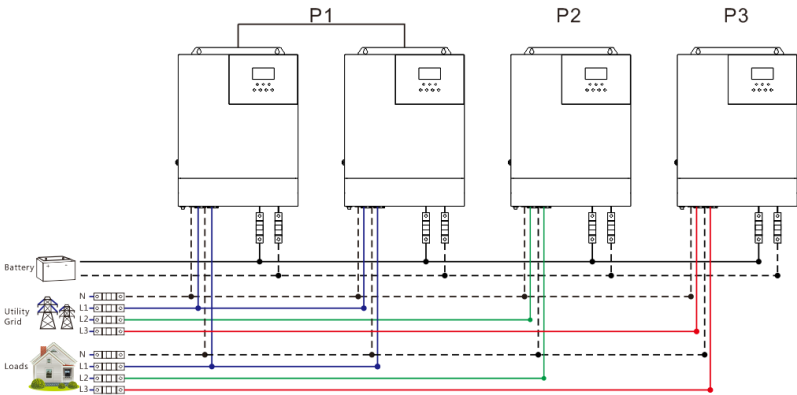 P1 P2 P3
Battery
N
L1
Utility
Grid
L2
L3
N
Loads
L1
L2
L3